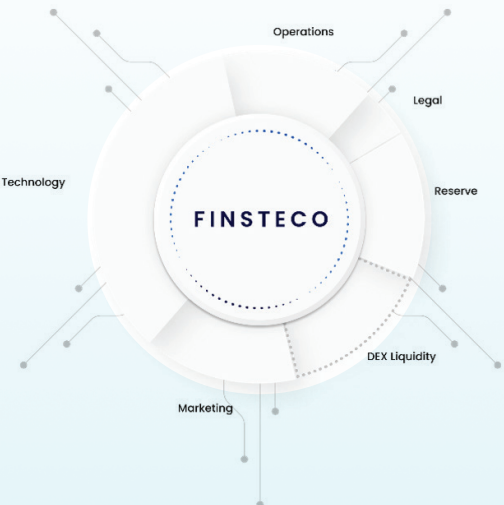 Operations
Legal
Technology
Reserve
FINSTECO
DEX Liquidity
Marketing